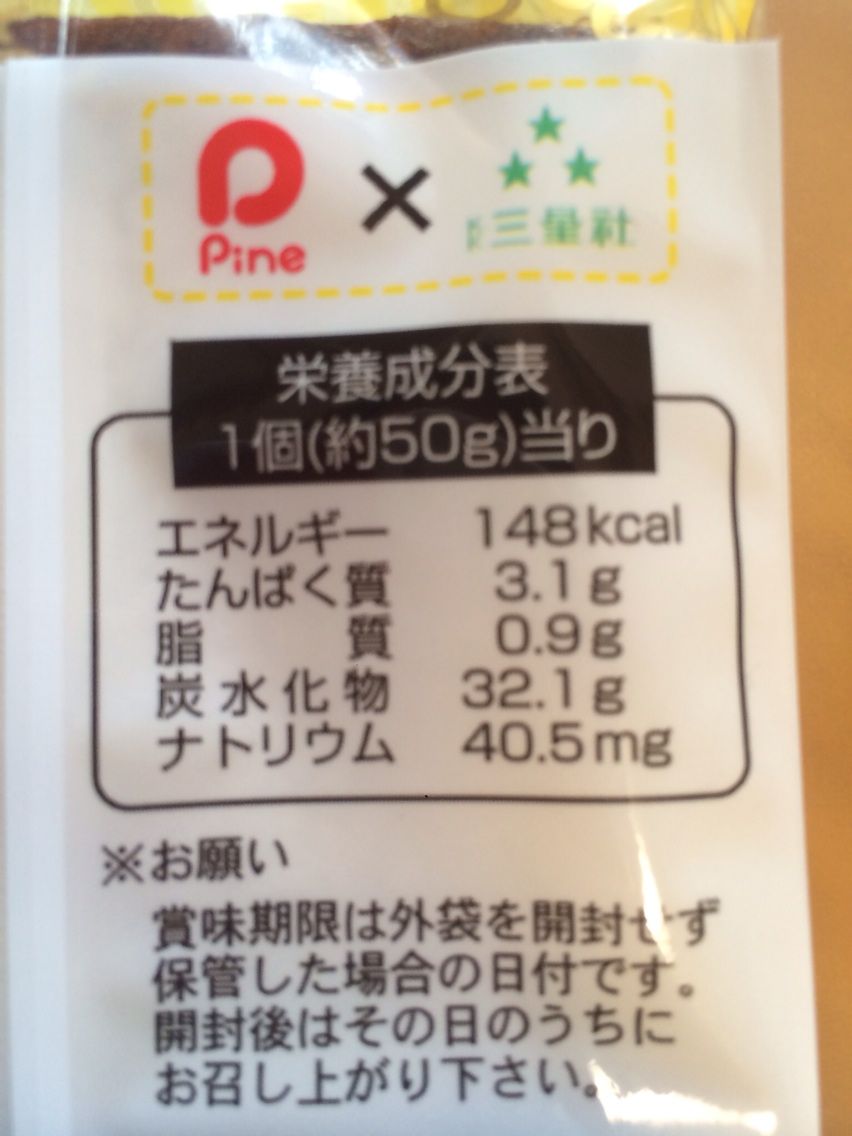 Pine
×
三星社
栄養成分表
1個(約50g)当り
エネルギー 148kcal
たんぱく質 3.1g
脂質 0.9g
炭水化物 32.1g
ナトリウム 40.5mg
※お願い
賞味期限は外袋を開封せず
保管した場合の日付です。
開封後はその日のうちに
お召し上がり下さい。